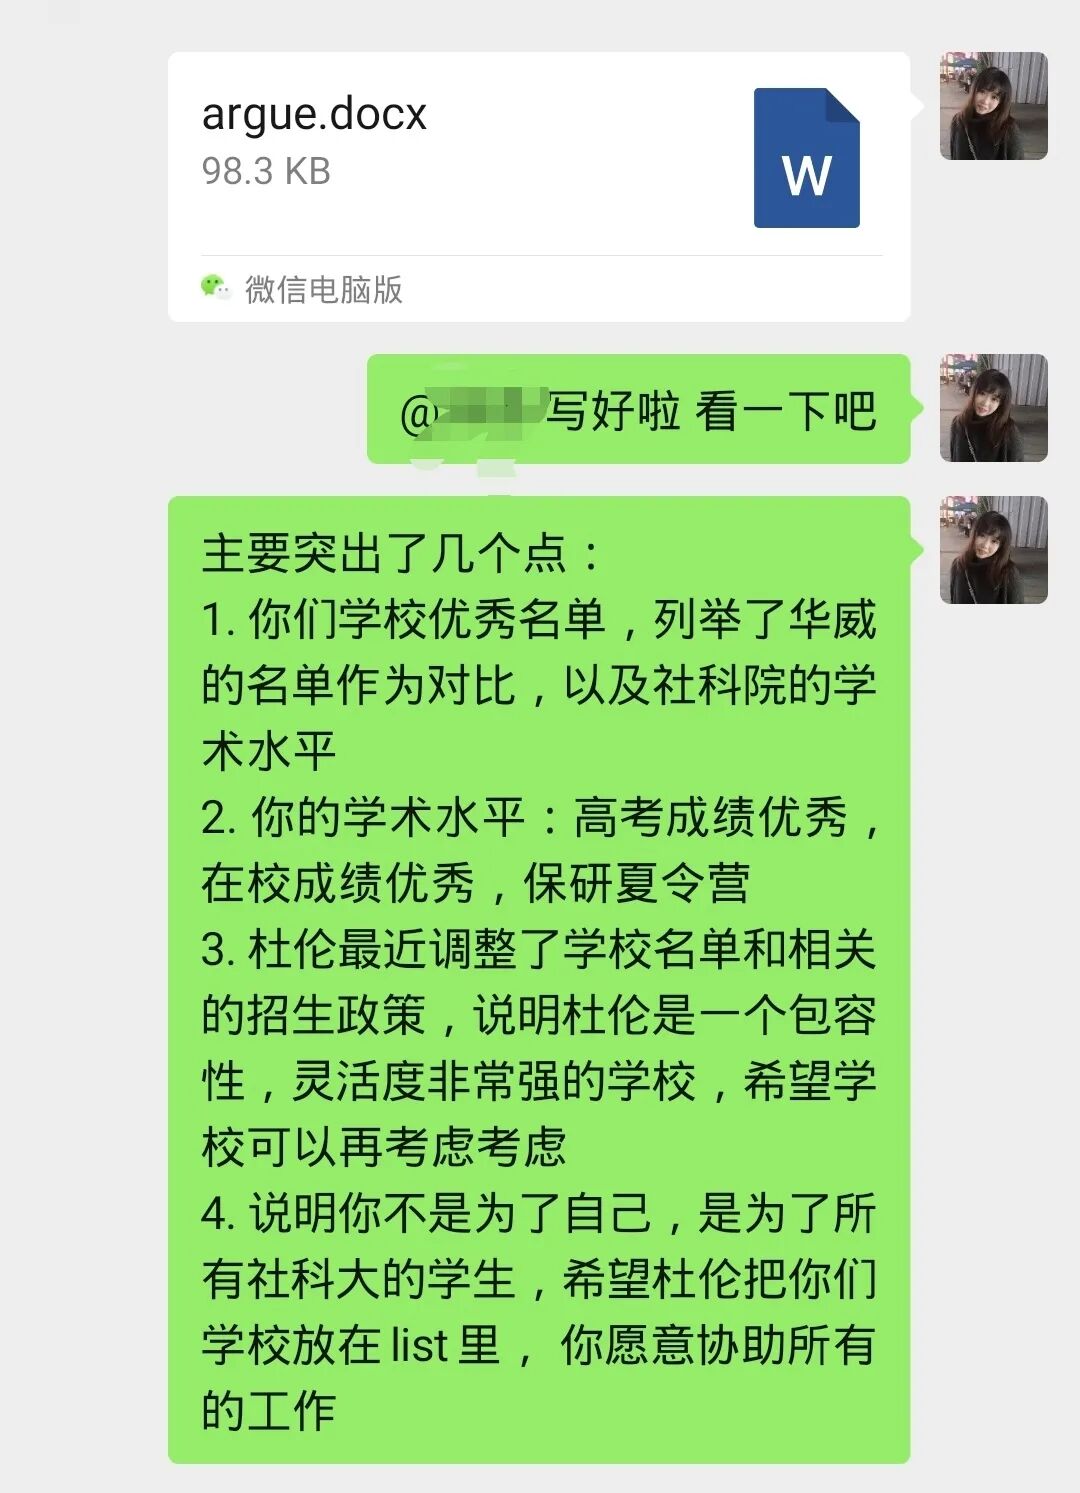 argue.docx
98.3 KB
W
微信电脑版
@写好啦 看一下吧
主要突出了几个点：
1. 你们学校优秀名单，列举了华威
的名单作为对比，以及社科院的学
术水平
2. 你的学术水平：高考成绩优秀，
在校成绩优秀，保研夏令营
3. 杜伦最近调整了学校名单和相关
的招生政策，说明杜伦是一个包容
性，灵活度非常强的学校，希望学
校可以再考虑考虑
4. 说明你不是为了自己，是为了所
有社科大的学生，希望杜伦把你们
学校放在 list 里， 你愿意协助所有
的工作